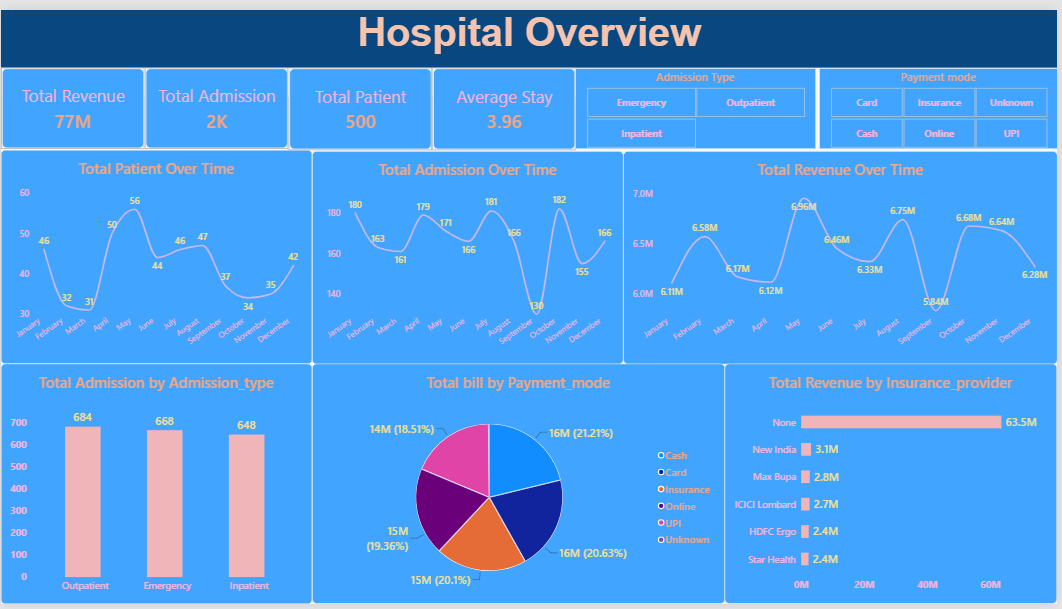 Hospital Overview
Total Revenue
77M
Total Admission
2K
Total Patient
500
Average Stay
3.96
Admission Type
Emergency
Outpatient
Inpatient
Payment mode
Card
Insurance
Unknown
Cash
Online
UPI
Total Patient Over Time
60
50
40
30
46
32
31
50
56
44
46
47
37
34
35
42
January
February
March
April
May
June
July
August
September
October
November
December
Total Admission Over Time
180
160
140
180
163
161
179
171
166
181
166
130
182
155
166
January
February
March
April
May
June
July
August
September
October
November
December
Total Revenue Over Time
7.0M
6.5M
6.0M
6.11M
6.58M
6.17M
6.12M
6.96M
6.46M
6.33M
6.75M
5.84M
6.68M
6.64M
6.28M
January
February
March
April
May
June
July
August
September
October
November
December
Total Admission by Admission_type
700
600
500
400
300
200
100
0
684
668
648
Outpatient
Emergency
Inpatient
Total bill by Payment_mode
14M (18.51%)
16M (21.21%)
15M
(19.36%)
16M (20.63%)
15M (20.1%)
Cash
Card
Insurance
Online
UPI
Unknown
Total Revenue by Insurance_provider
None
63.5M
New India
3.1M
Max Bupa
2.8M
ICICI Lombard
2.7M
HDFC Ergo
2.4M
Star Health
2.4M
0M
20M
40M
60M